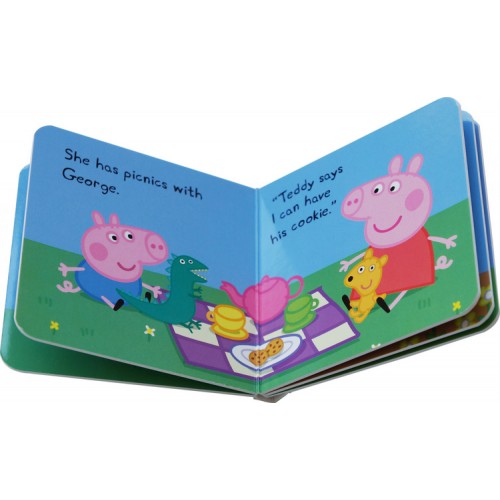 She has picnics with
George.
"Teddy says
I can have
his cookie."